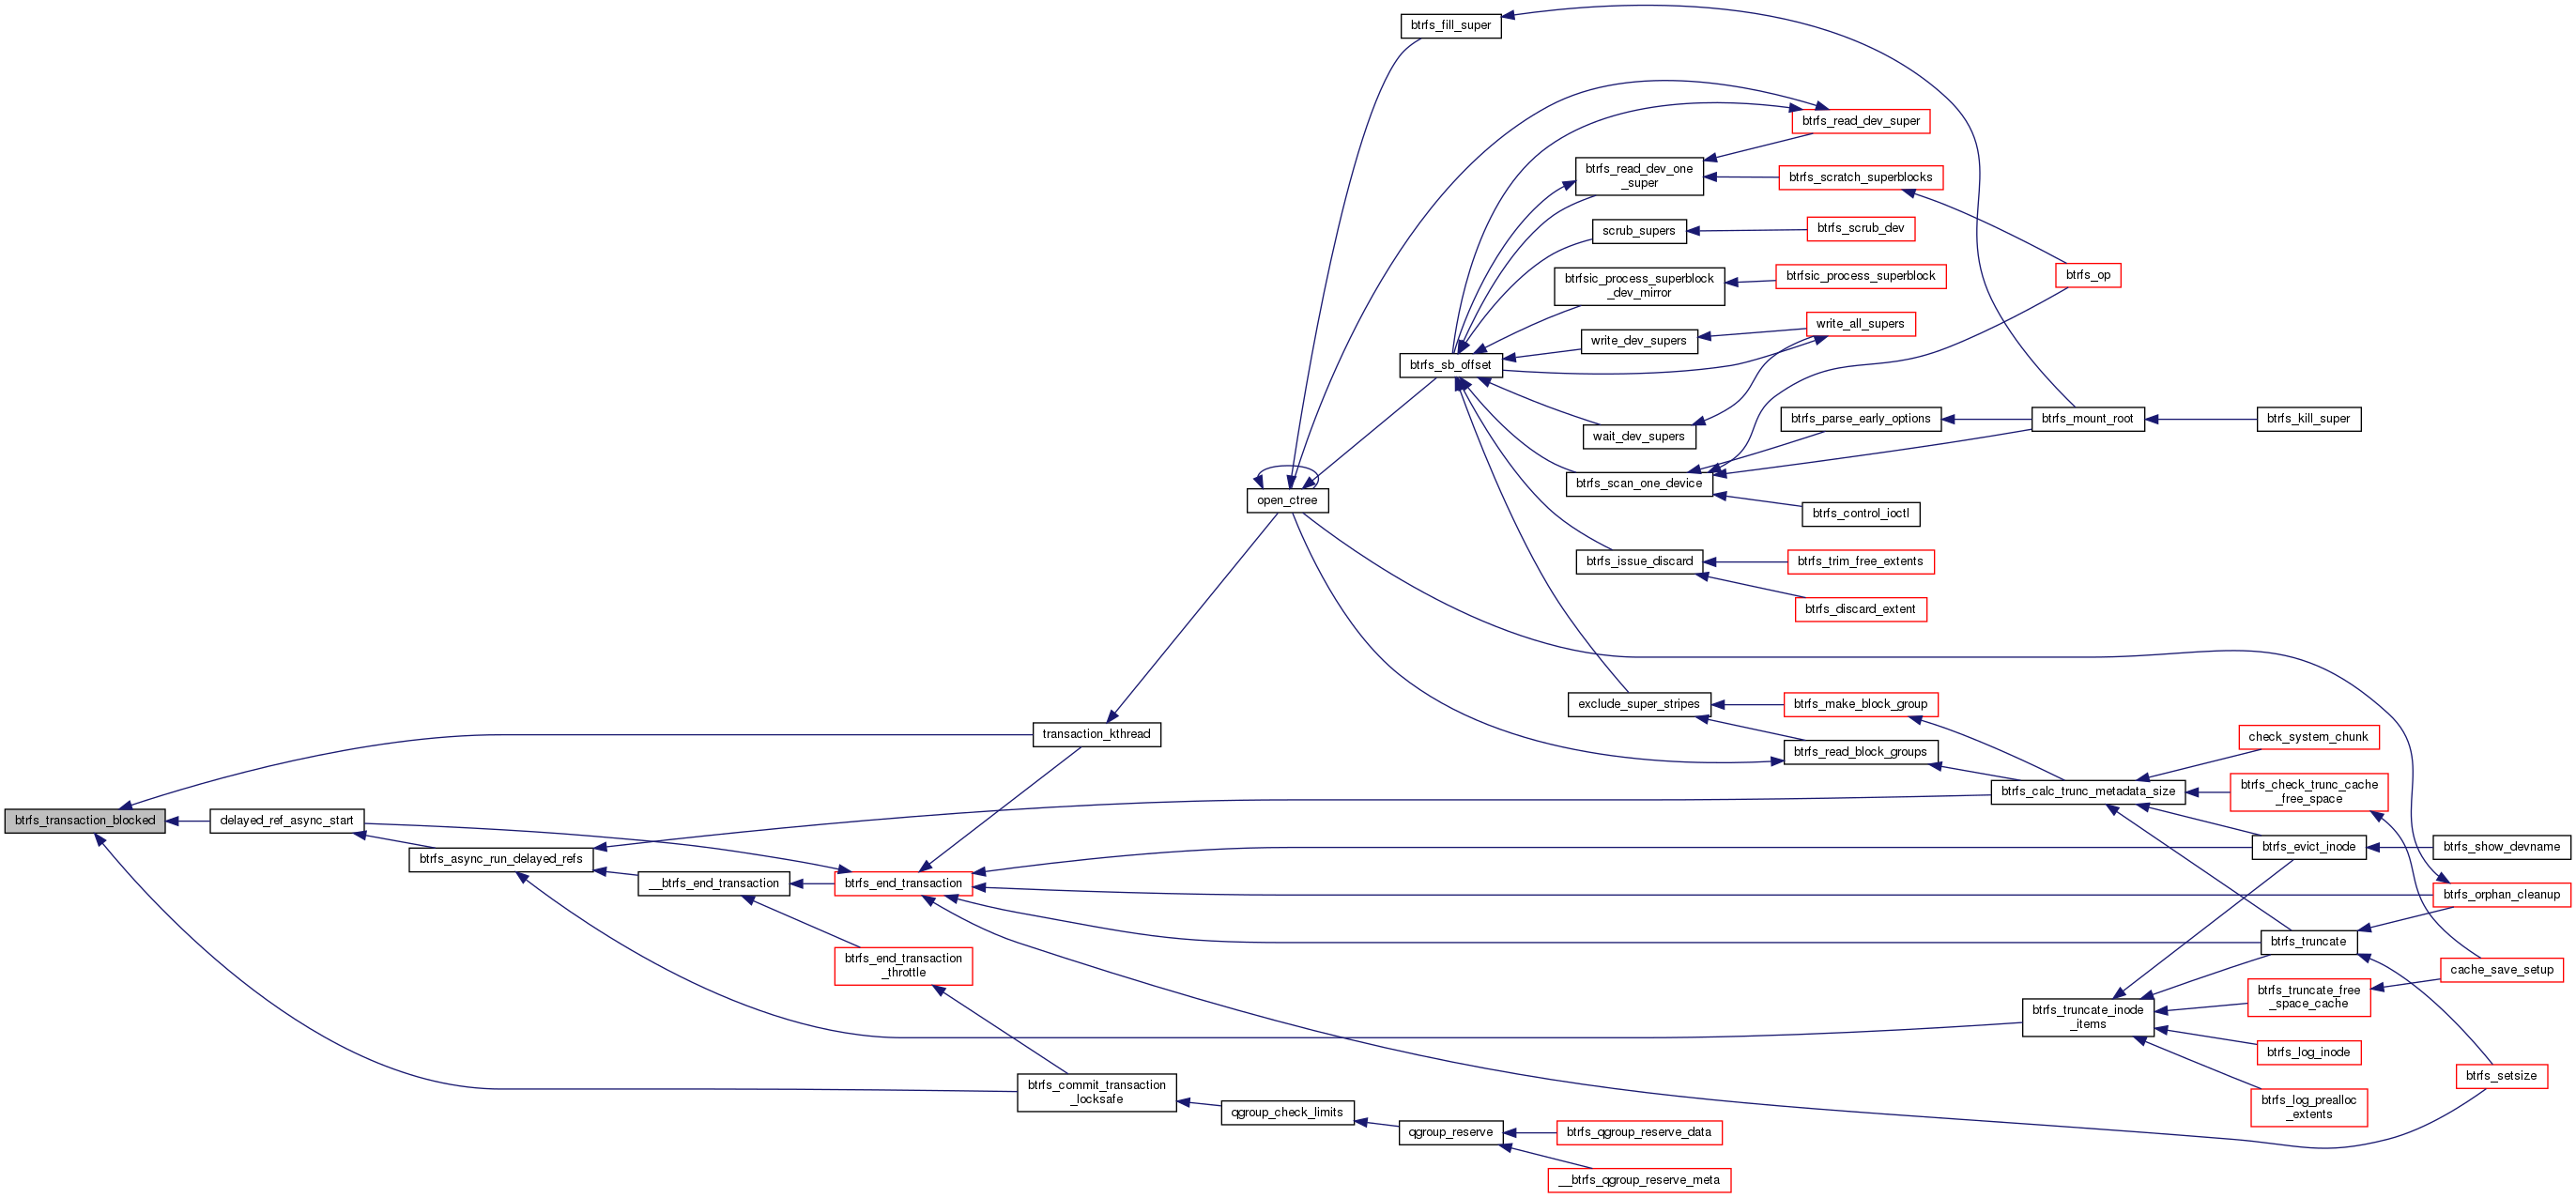 btrfs_fill_super
btrfs_read_dev_super
btrfs_read_dev_one
_super
btrfs_scratch_superblocks
scrub_supers
btrfs_scrub_dev
btrfsic_process_superblock
_dev_mirror
btrfsic_process_superblock
btrfs_op
write_all_supers
write_dev_supers
btrfs_sb_offset
wait_dev_supers
btrfs_parse_early_options
btrfs_mount_root
btrfs_kill_super
btrfs_scan_one_device
open_ctree
btrfs_control_ioctl
btrfs_issue_discard
btrfs_trim_free_extents
btrfs_discard_extent
exclude_super_stripes
btrfs_make_block_group
transaction_kthread
btrfs_read_block_groups
check_system_chunk
btrfs_calc_trunc_metadata_size
btrfs_check_trunc_cache
_free_space
btrfs_transaction_blocked
delayed_ref_async_start
btrfs_async_run_delayed_refs
btrfs_evict_inode
btrfs_show_devname
__btrfs_end_transaction
btrfs_end_transaction
btrfs_orphan_cleanup
btrfs_truncate
btrfs_end_transaction
_throttle
cache_save_setup
btrfs_truncate_free
_space_cache
btrfs_truncate_inode
_items
btrfs_log_inode
btrfs_setsize
btrfs_commit_transaction
_locksafe
btrfs_log_prealloc
_extents
qgroup_check_limits
qgroup_reserve
btrfs_qgroup_reserve_data
__btrfs_qgroup_reserve_meta